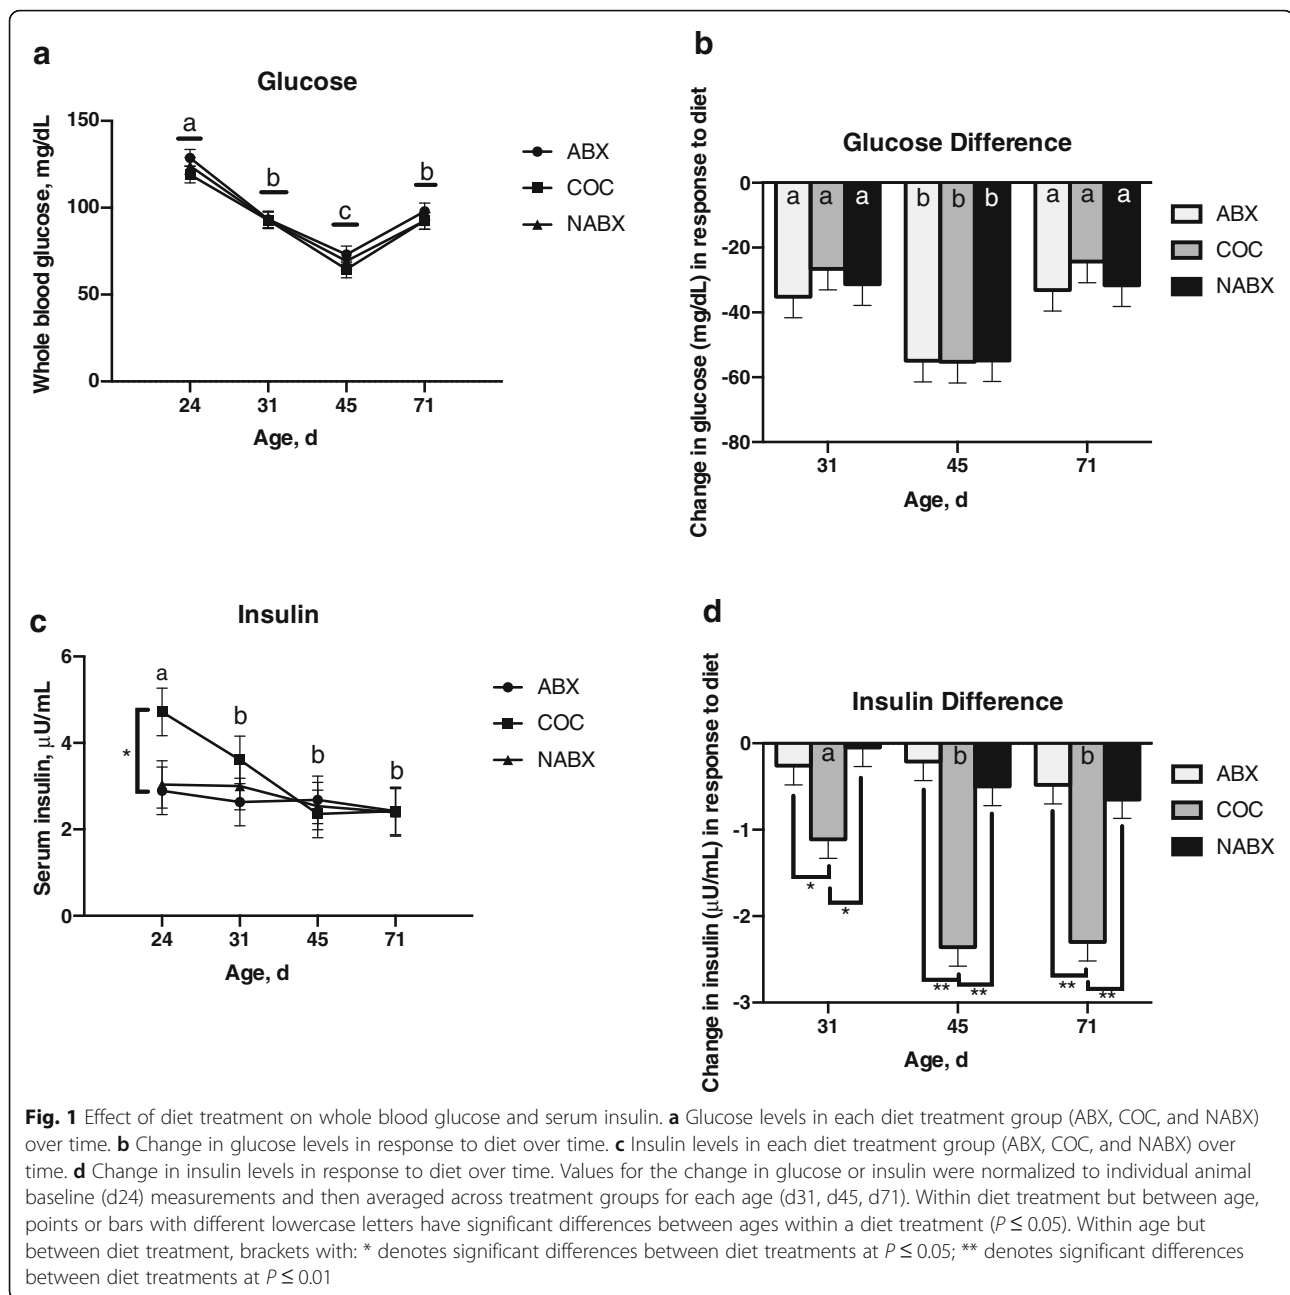 a
Glucose
Whole blood glucose, mg/dL
150
100
50
0
a
b
c
b
24
31
45
71
Age, d
ABX
COC
NABX
b
Glucose Difference
Change in glucose (mg/dL) in response to diet
0
-20
-40
-60
-80
a a a
b b b
a a a
31
45
71
Age, d
ABX
COC
NABX
c
Insulin
Serum insulin, µU/mL
6
4
2
0
*
a
b
b
b
24
31
45
71
Age, d
ABX
COC
NABX
d
Insulin Difference
Change in insulin (µU/mL) in response to diet
0
-1
-2
-3
a
b
b
* *
** **
** **
31
45
71
Age, d
ABX
COC
NABX
Fig. 1 Effect of diet treatment on whole blood glucose and serum insulin. a Glucose levels in each diet treatment group (ABX, COC, and NABX)
over time. b Change in glucose levels in response to diet over time. c Insulin levels in each diet treatment group (ABX, COC, and NABX) over
time. d Change in insulin levels in response to diet over time. Values for the change in glucose or insulin were normalized to individual animal
baseline (d24) measurements and then averaged across treatment groups for each age (d31, d45, d71). Within diet treatment but between age,
points or bars with different lowercase letters have significant differences between ages within a diet treatment (P ≤ 0.05). Within age but
between diet treatment, brackets with: * denotes significant differences between diet treatments at P ≤ 0.05; ** denotes significant differences
between diet treatments at P ≤ 0.01